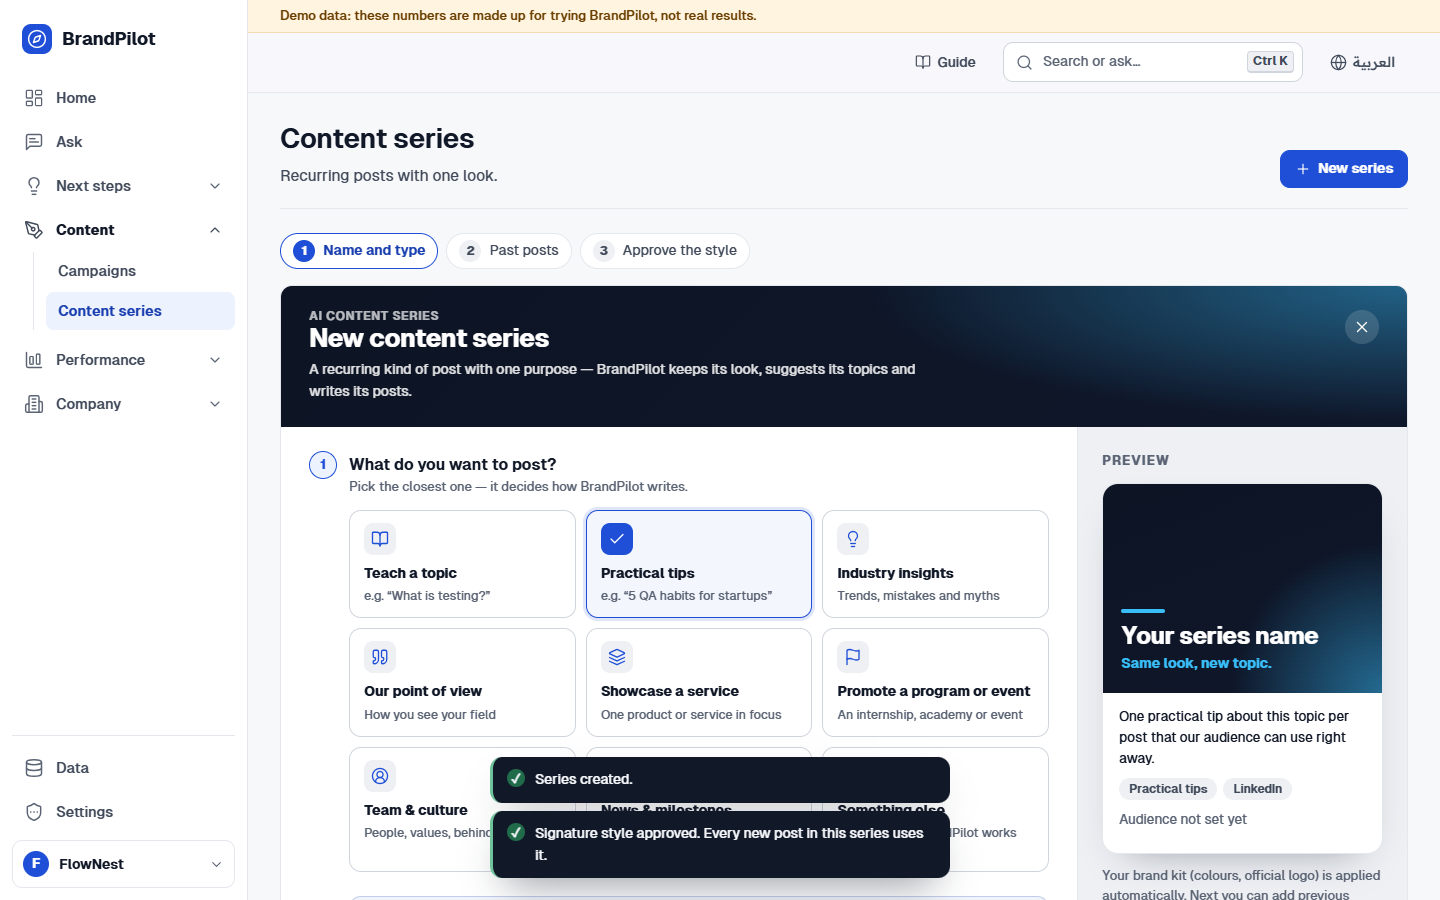 Demo data: these numbers are made up for trying BrandPilot, not real results.
BrandPilot
Guide
Search or ask...
Ctrl K
العربية
Home
Ask
Next steps
Content
Campaigns
Content series
Performance
Company
Data
Settings
F FlowNest
Content series
Recurring posts with one look.
+ New series
1 Name and type
2 Past posts
3 Approve the style
AI CONTENT SERIES
New content series
A recurring kind of post with one purpose — BrandPilot keeps its look, suggests its topics and
writes its posts.
1 What do you want to post?
Pick the closest one — it decides how BrandPilot writes.
Teach a topic
e.g. “What is testing?”
Practical tips
e.g. “5 QA habits for startups”
Industry insights
Trends, mistakes and myths
Our point of view
How you see your field
Showcase a service
One product or service in focus
Promote a program or event
An internship, academy or event
Team & culture
People, values, behind
News & milestones
Something else
Pilot works
Series created.
Signature style approved. Every new post in this series uses
it.
PREVIEW
Your series name
Same look, new topic.
One practical tip about this topic per
post that our audience can use right
away.
Practical tips
LinkedIn
Audience not set yet
Your brand kit (colours, official logo) is applied
automatically. Next you can add previous